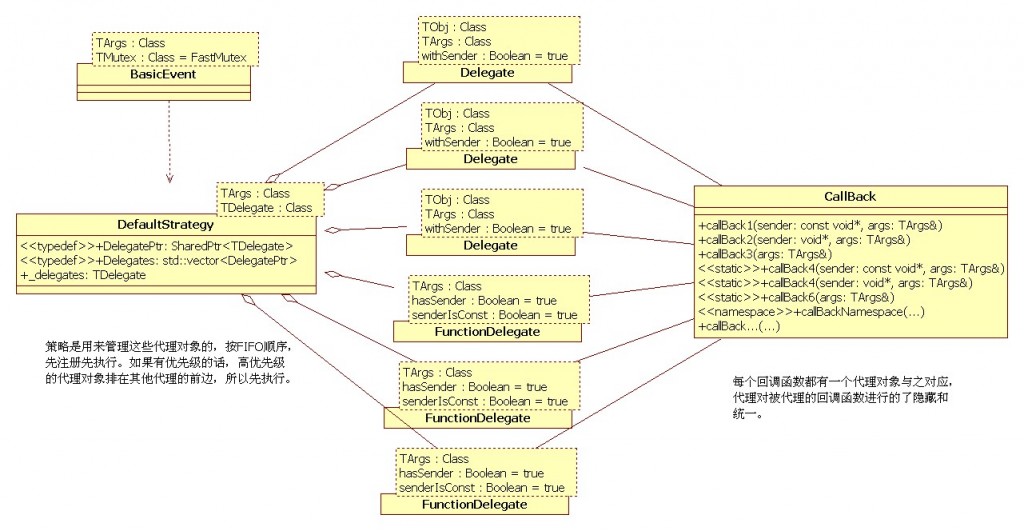 TArgs : Class
TMutex : Class = FastMutex
BasicEvent
TObj : Class
TArgs : Class
withSender : Boolean = true
Delegate
TObj : Class
TArgs : Class
withSender : Boolean = true
Delegate
TArgs : Class
TDelegate : Class
DefaultStrategy
<<typedef>>+DelegatePtr: SharedPtr<TDelegate>
<<typedef>>+Delegates: std::vector<DelegatePtr>
+_delegates: TDelegate
TObj : Class
TArgs : Class
withSender : Boolean = true
Delegate
CallBack
+callBack1(sender: const void*, args: TArgs&)
+callBack2(sender: void*, args: TArgs&)
+callBack3(args: TArgs&)
<<static>>+callBack4(sender: const void*, args: TArgs&)
<<static>>+callBack4(sender: void*, args: TArgs&)
<<static>>+callBack6(args: TArgs&)
<<namespace>>+callBackNamespace(...)
+callBack...(...)
TArgs : Class
hasSender : Boolean = true
senderIsConst : Boolean = true
FunctionDelegate
策略是用来管理这些代理对象的，按FIFO顺序，
先注册先执行。如果有优先级的话，高优先级
的代理对象排在其他代理的前边，所以先执行。
TArgs : Class
hasSender : Boolean = true
senderIsConst : Boolean = true
FunctionDelegate
每个回调函数都有一个代理对象与之对应，
代理对被代理的回调函数进行的了隐藏和
统一。
TArgs : Class
hasSender : Boolean = true
senderIsConst : Boolean = true
FunctionDelegate